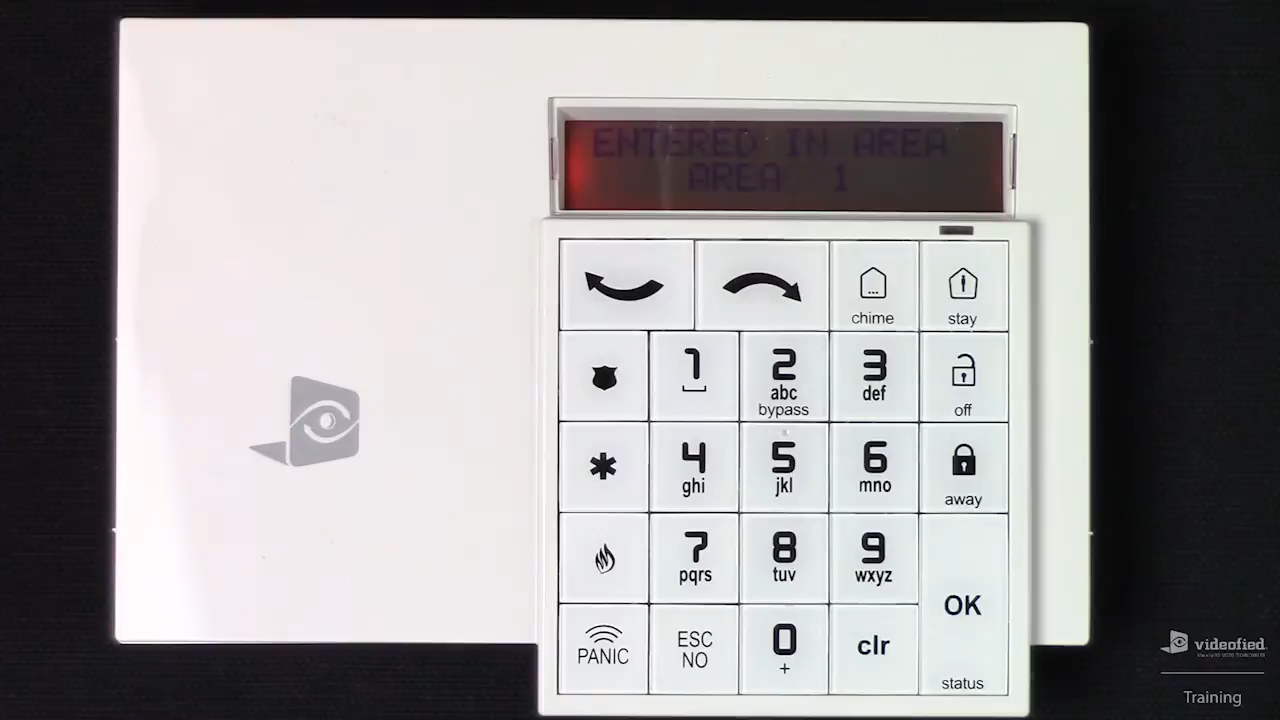 ENTERED IN AREA
AREA: 1
chime
stay
1
2
abc
bypass
3
def
off
4
ghi
5
jkl
6
mno
away
7
pqrs
8
tuv
9
wxyz
OK
status
PANIC
ESC
NO
0
+
clr
videofied
Training